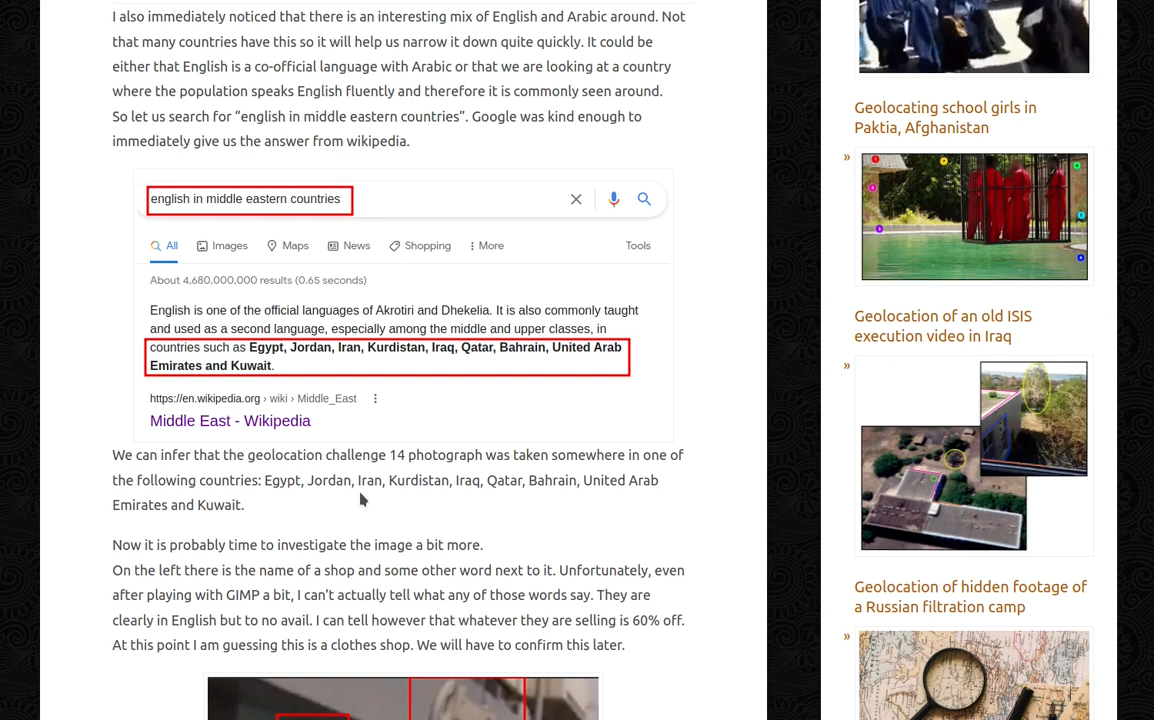 I also immediately noticed that there is an interesting mix of English and Arabic around. Not
that many countries have this so it will help us narrow it down quite quickly. It could be
either that English is a co-official language with Arabic or that we are looking at a country
where the population speaks English fluently and therefore it is commonly seen around.
So let us search for “english in middle eastern countries”. Google was kind enough to
immediately give us the answer from wikipedia.
english in middle eastern countries
All Images Maps News Shopping More Tools
About 4,680,000,000 results (0.65 seconds)
English is one of the official languages of Akrotiri and Dhekelia. It is also commonly taught
and used as a second language, especially among the middle and upper classes, in
countries such as Egypt, Jordan, Iran, Kurdistan, Iraq, Qatar, Bahrain, United Arab
Emirates and Kuwait.
https://en.wikipedia.org › wiki › Middle_East
Middle East - Wikipedia
We can infer that the geolocation challenge 14 photograph was taken somewhere in one of
the following countries: Egypt, Jordan, Iran, Kurdistan, Iraq, Qatar, Bahrain, United Arab
Emirates and Kuwait.
Now it is probably time to investigate the image a bit more.
On the left there is the name of a shop and some other word next to it. Unfortunately, even
after playing with GIMP a bit, I can’t actually tell what any of those words say. They are
clearly in English but to no avail. I can tell however that whatever they are selling is 60% off.
At this point I am guessing this is a clothes shop. We will have to confirm this later.
Geolocating school girls in
Paktia, Afghanistan
»
Geolocation of an old ISIS
execution video in Iraq
»
Geolocation of hidden footage of
a Russian filtration camp
»